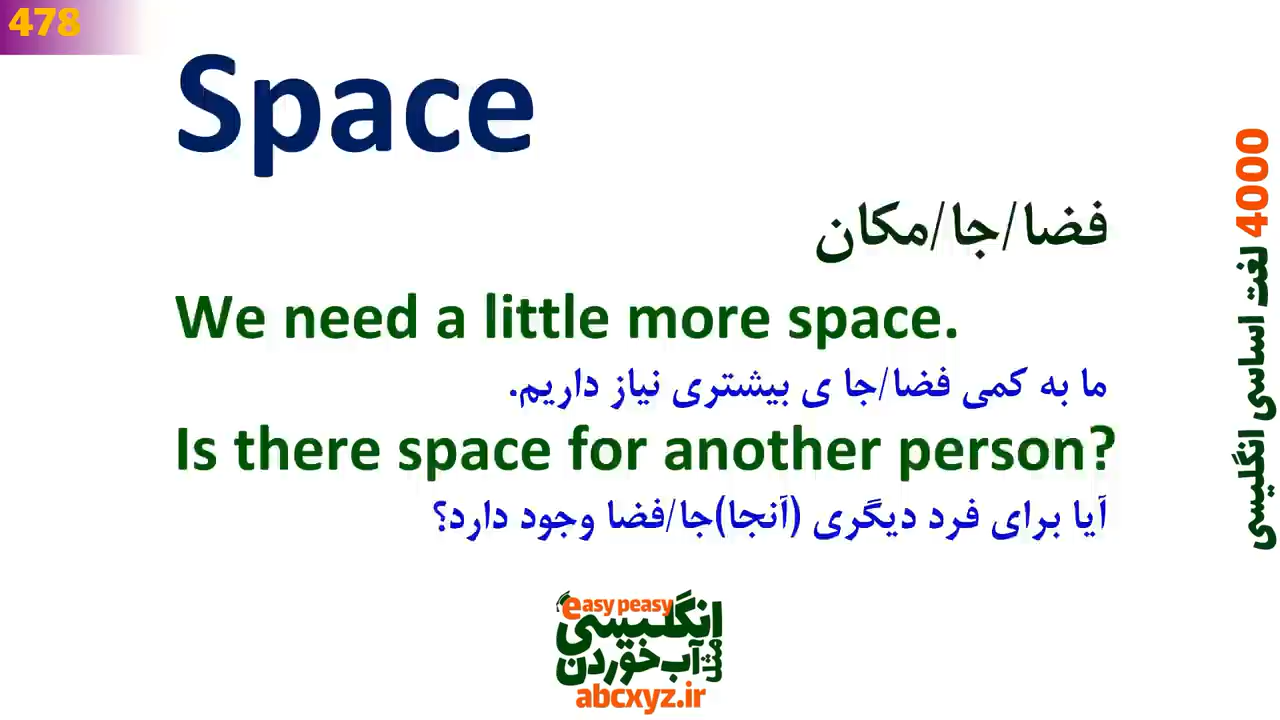 478
Space
فضا/جا/مکان
We need a little more space.
ما به کمی فضا/جا ی بیشتری نیاز داریم.
Is there space for another person?
آیا برای فرد دیگری (آنجا)جا/فضا وجود دارد؟
4000 لغت اساسی انگلیسی
easy peasy
انگلیسی
مثل آب خوردن
abcxyz.ir